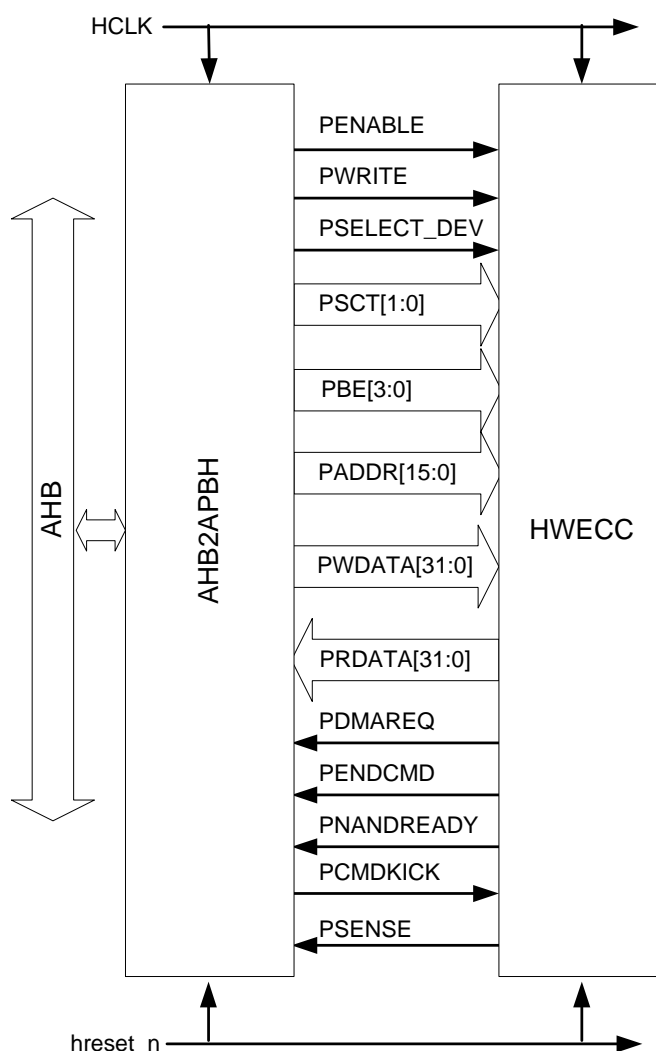 HCLK
PENABLE
PWRITE
PSELECT_DEV
PSCT[1:0]
PBE[3:0]
PADDR[15:0]
AHB
AHB2APBH
HWECC
PWDATA[31:0]
PRDATA[31:0]
PDMAREQ
PENDCMD
PNANDREADY
PCMDKICK
PSENSE
hreset_n